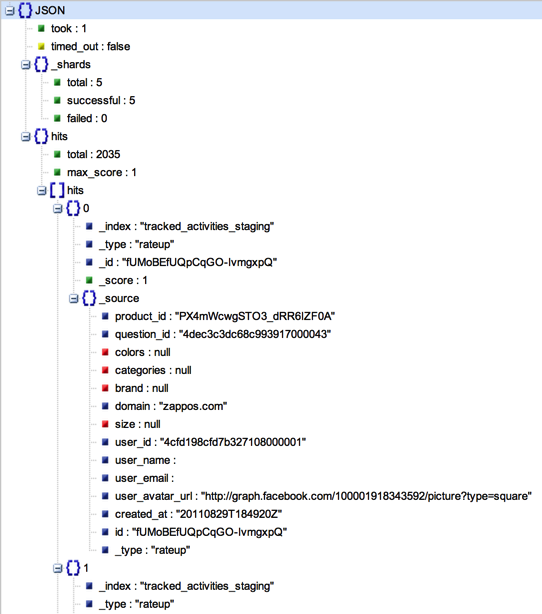 JSON
took : 1
timed_out : false
_shards
total : 5
successful : 5
failed : 0
hits
total : 2035
max_score : 1
hits
0
_index : "tracked_activities_staging"
_type : "rateup"
_id : "fUMoBEfUQpCqGO-IvmgxpQ"
_score : 1
_source
product_id : "PX4mWcwgSTO3_dRR6lZF0A"
question_id : "4dec3c3dc68c993917000043"
colors : null
categories : null
brand : null
domain : "zappos.com"
size : null
user_id : "4cfd198cfd7b327108000001"
user_name :
user_email :
user_avatar_url : "http://graph.facebook.com/100001918343592/picture?type=square"
created_at : "20110829T184920Z"
id : "fUMoBEfUQpCqGO-IvmgxpQ"
_type : "rateup"
1
_index : "tracked_activities_staging"
_type : "rateup"